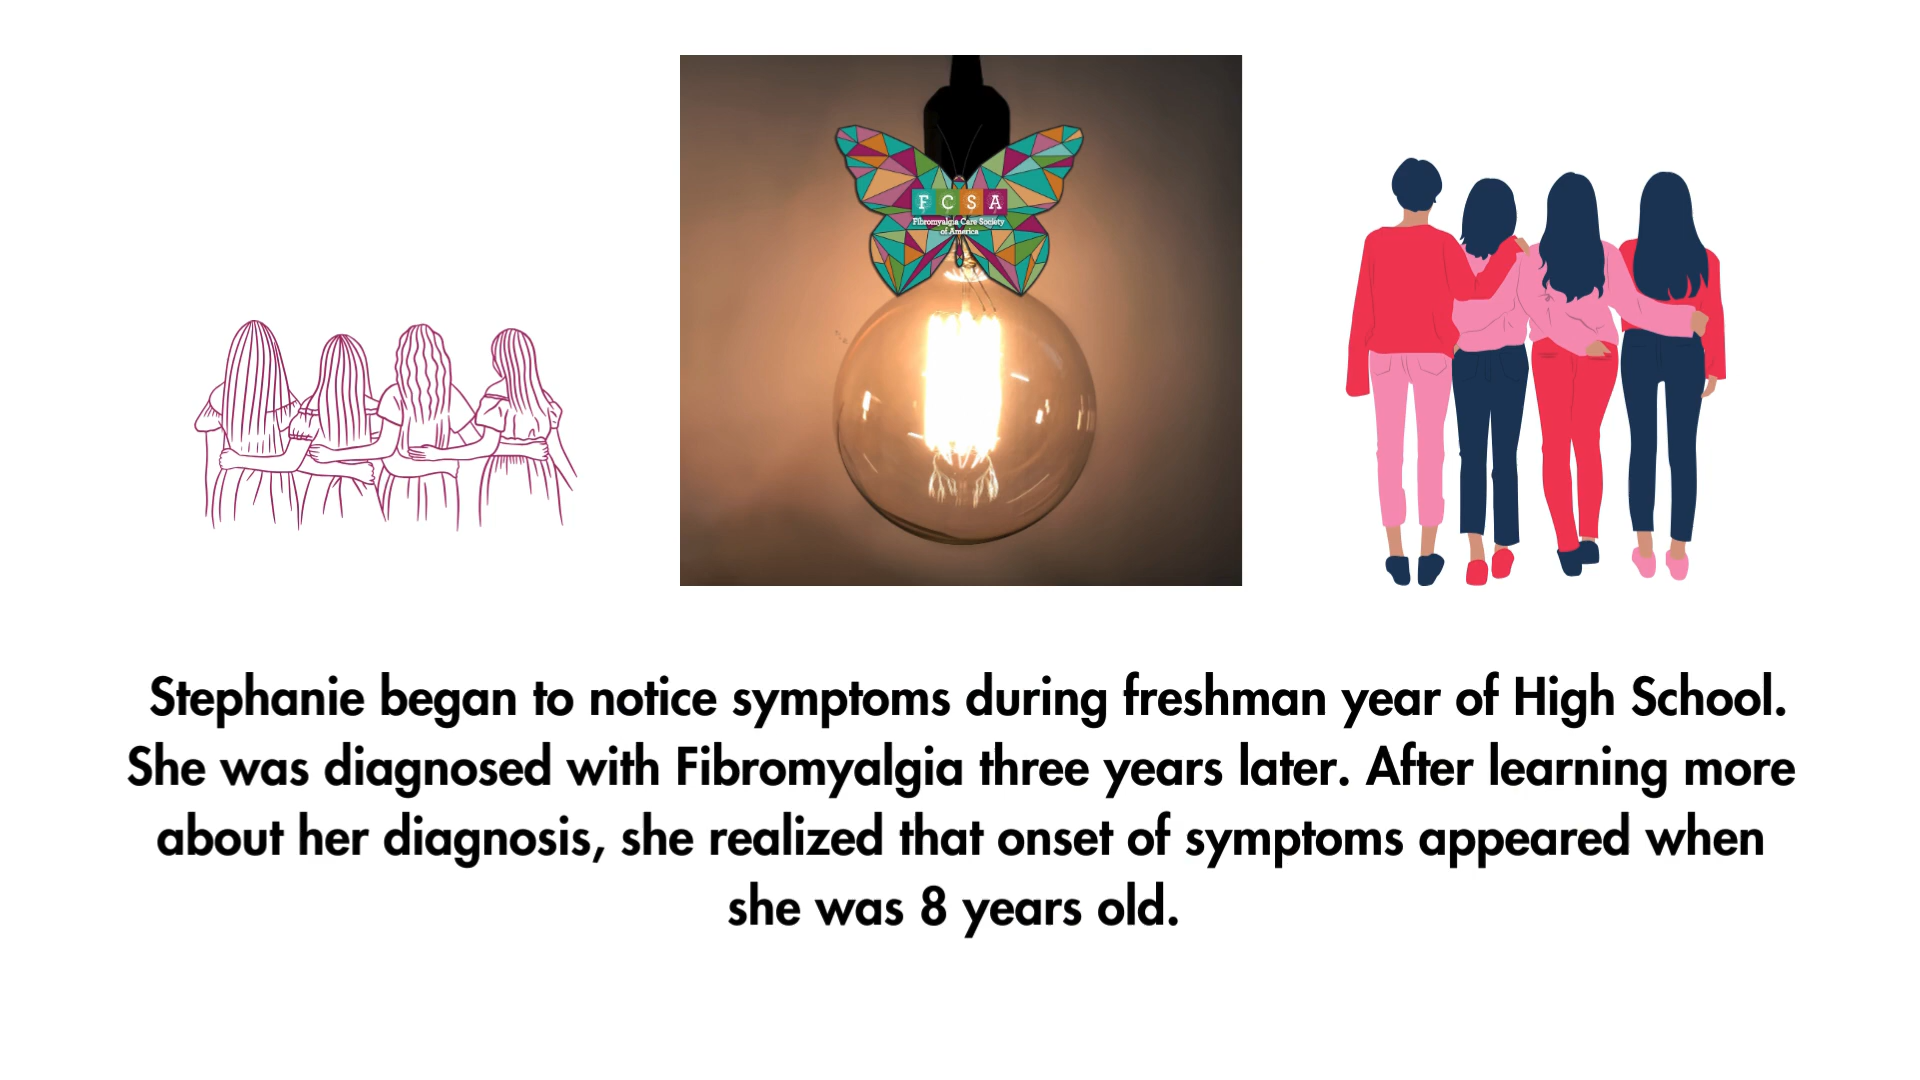 FCSA
Fibromyalgia Care Society
of America
Stephanie began to notice symptoms during freshman year of High School.
She was diagnosed with Fibromyalgia three years later. After learning more
about her diagnosis, she realized that onset of symptoms appeared when
she was 8 years old.